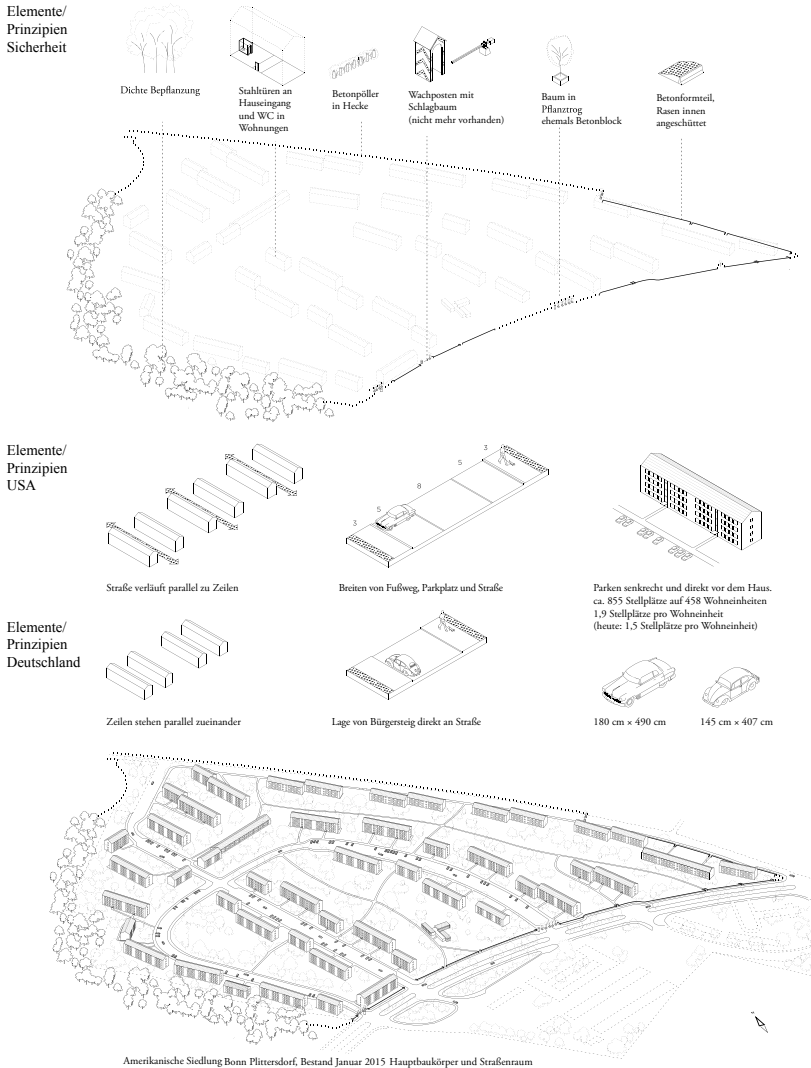 Elemente/
Prinzipien
Sicherheit
Dichte Bepflanzung
Stahltüren an
Hauseingang
und WC in
Wohnungen
Betonpöller
in Hecke
Wachposten mit
Schlagbaum
(nicht mehr vorhanden)
Baum in
Pflanztrog
ehemals Betonblock
Betonformteil,
Rasen innen
angeschüttet
Elemente/
Prinzipien
USA
3
5
8
5
3
Straße verläuft parallel zu Zeilen
Breiten von Fußweg, Parkplatz und Straße
Parken senkrecht und direkt vor dem Haus.
ca. 855 Stellplätze auf 458 Wohneinheiten
1,9 Stellplätze pro Wohneinheit
(heute: 1,5 Stellplätze pro Wohneinheit)
Elemente/
Prinzipien
Deutschland
Zeilen stehen parallel zueinander
Lage von Bürgersteig direkt an Straße
180 cm × 490 cm
145 cm × 407 cm
Amerikanische Siedlung Bonn Plittersdorf, Bestand Januar 2015 Hauptbaukörper und Straßenraum